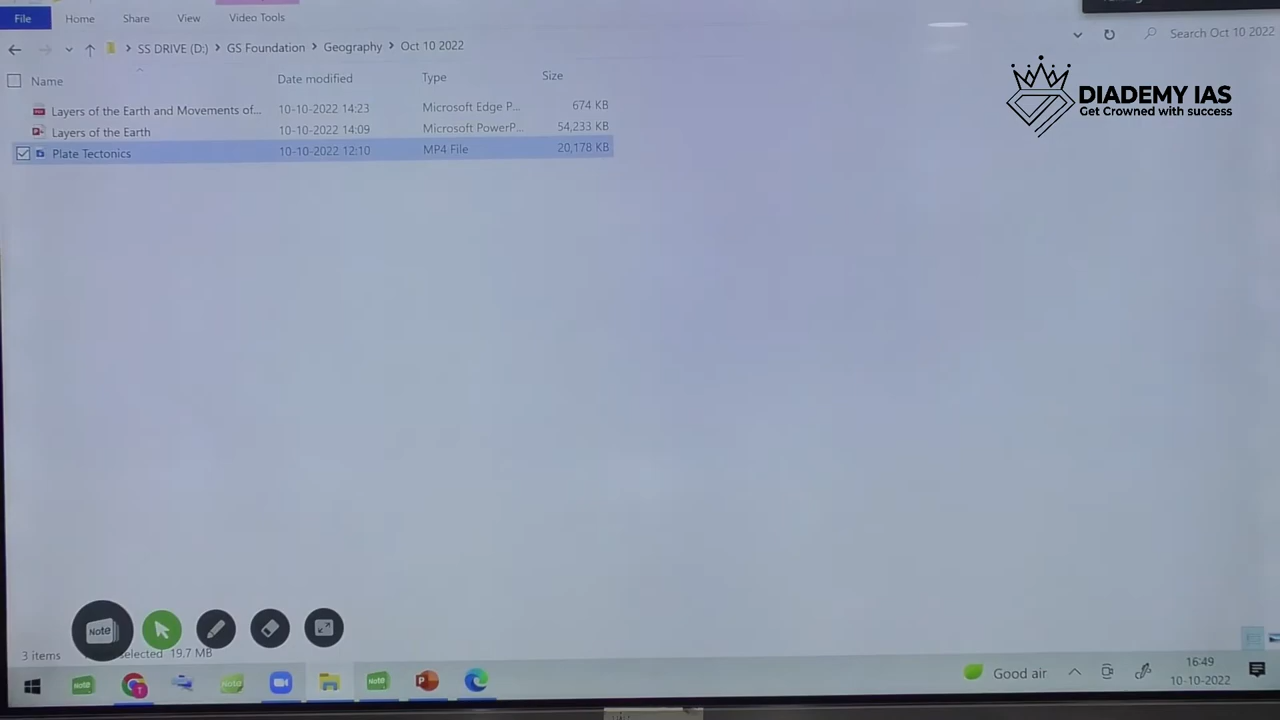 File Home Share View Video Tools
SS DRIVE (D:) GS Foundation Geography Oct 10 2022 Search Oct 10 2022
Name Date modified Type Size
Layers of the Earth and Movements of... 10-10-2022 14:23 Microsoft Edge P... 674 KB
Layers of the Earth 10-10-2022 14:09 Microsoft PowerP... 54,233 KB
Plate Tectonics 10-10-2022 12:10 MP4 File 20,178 KB
DIADEMY IAS
Get Crowned with success
Note
3 items selected 19.7 MB
Note Note Note
Good air
16:49
10-10-2022